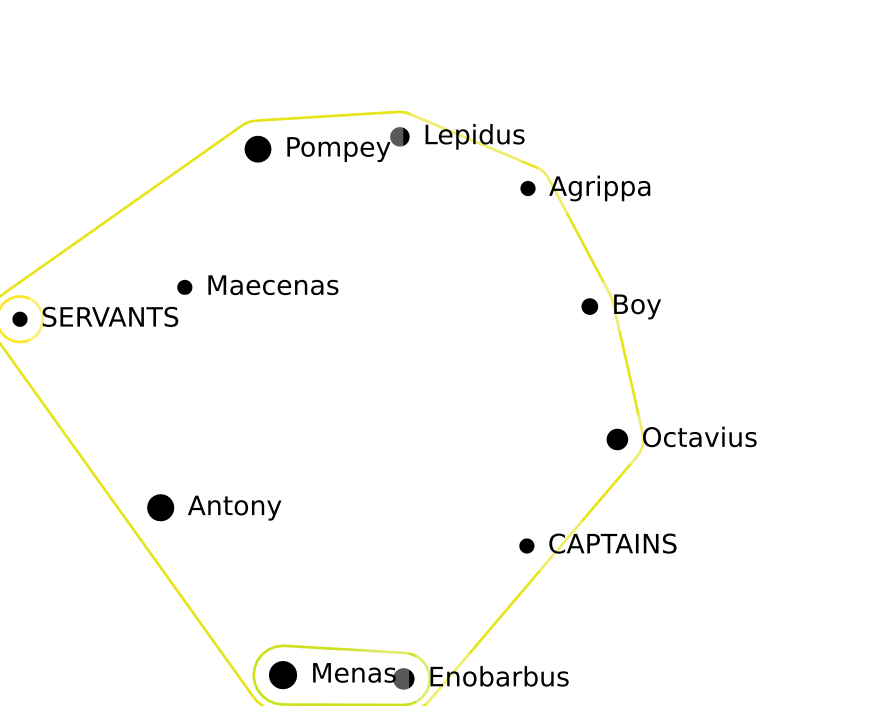 Lepidus
Pompey
Agrippa
Maecenas
Boy
SERVANTS
Octavius
Antony
CAPTAINS
Menas
Enobarbus